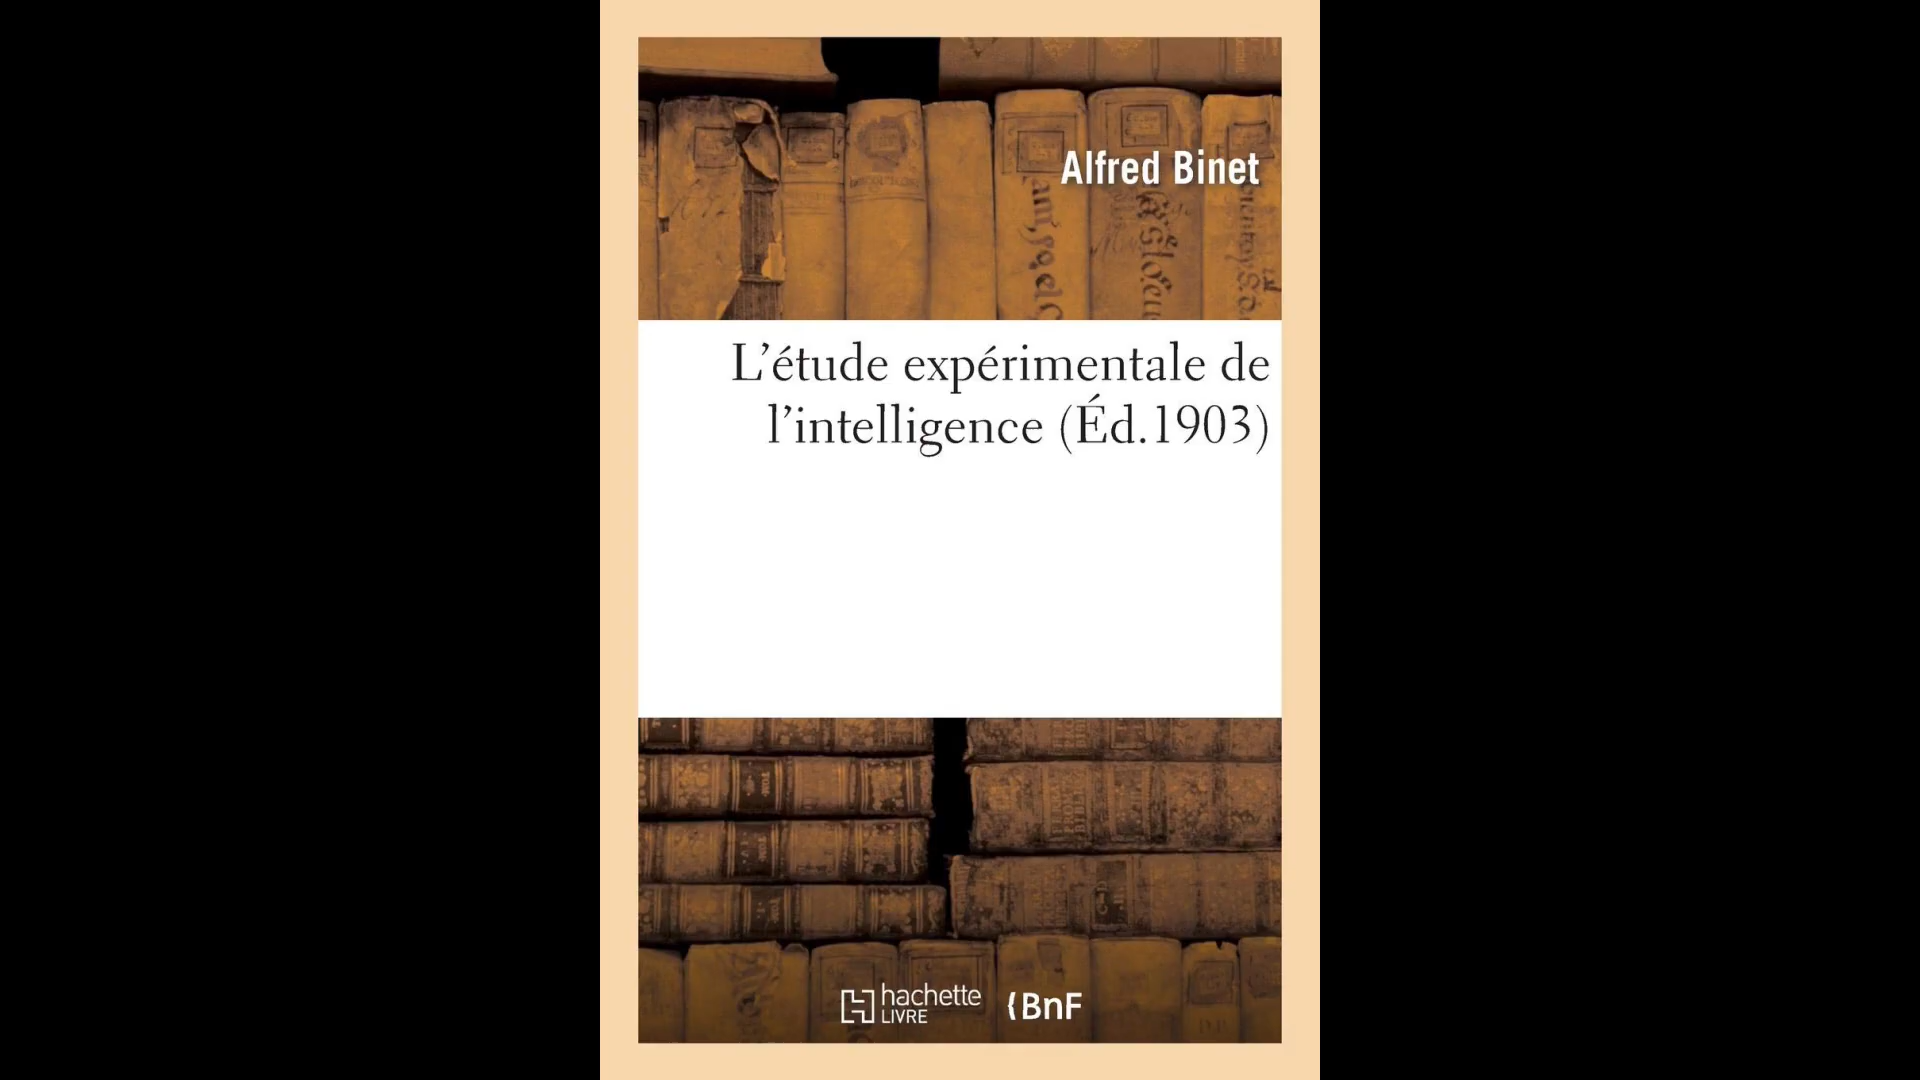 Alfred Binet
L'étude expérimentale de
l'intelligence (Éd.1903)
hachette
LIVRE
(BnF